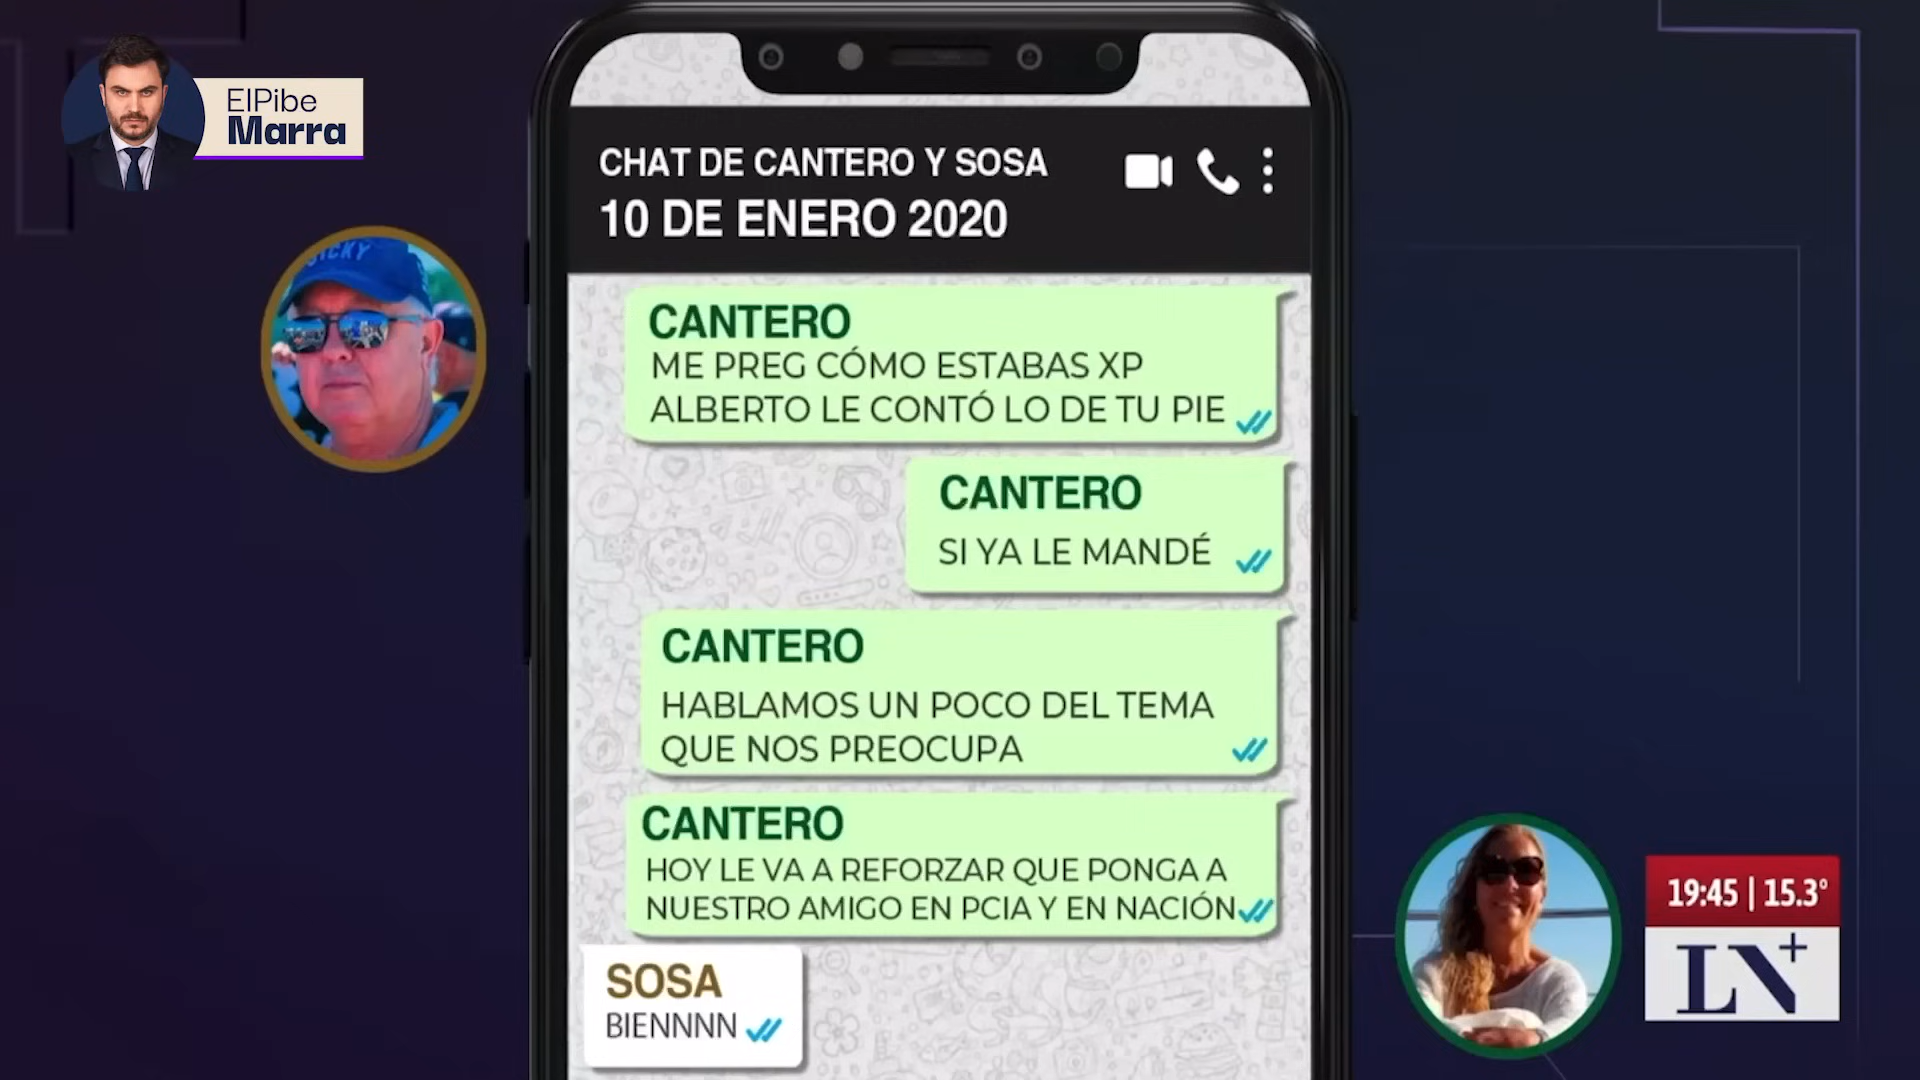 ElPibe
Marra
CHAT DE CANTERO Y SOSA
10 DE ENERO 2020
CANTERO
ME PREG CÓMO ESTABAS XP
ALBERTO LE CONTÓ LO DE TU PIE
CANTERO
SI YA LE MANDÉ
CANTERO
HABLAMOS UN POCO DEL TEMA
QUE NOS PREOCUPA
CANTERO
HOY LE VA A REFORZAR QUE PONGA A
NUESTRO AMIGO EN PCIA Y EN NACIÓN
SOSA
BIENNNN
19:45 | 15.3°
LN+